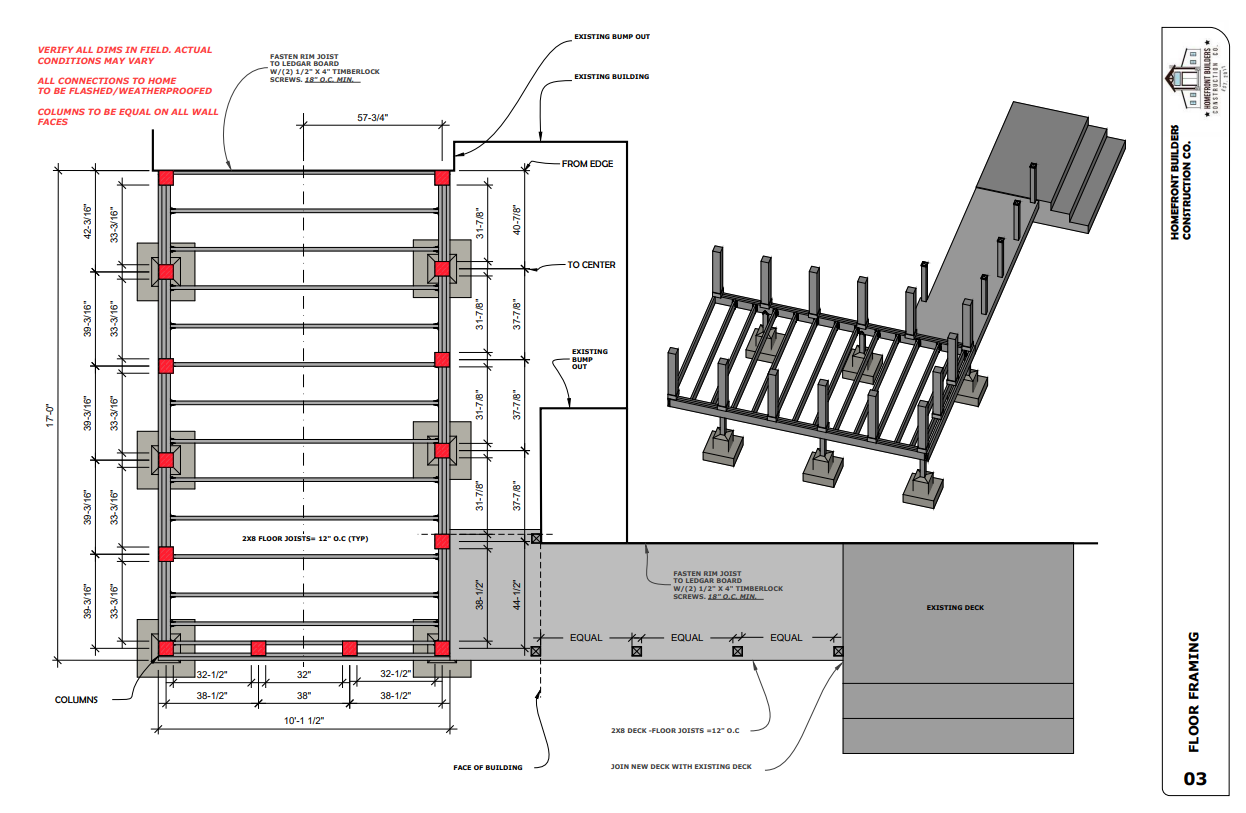 VERIFY ALL DIMS IN FIELD. ACTUAL
CONDITIONS MAY VARY
ALL CONNECTIONS TO HOME
TO BE FLASHED/WEATHERPROOFED
COLUMNS TO BE EQUAL ON ALL WALL
FACES
FASTEN RIM JOIST
TO LEDGAR BOARD
W/(2) 1/2" X 4" TIMBERLOCK
SCREWS. 18" O.C. MIN.
EXISTING BUMP OUT
EXISTING BUILDING
57-3/4"
FROM EDGE
TO CENTER
42-3/16"
33-3/16"
39-3/16"
33-3/16"
39-3/16"
33-3/16"
39-3/16"
33-3/16"
39-3/16"
33-3/16"
17'-0"
31-7/8"
40-7/8"
31-7/8"
37-7/8"
31-7/8"
37-7/8"
31-7/8"
37-7/8"
38-1/2"
44-1/2"
EXISTING
BUMP
OUT
2X8 FLOOR JOISTS= 12" O.C (TYP)
FASTEN RIM JOIST
TO LEDGAR BOARD
W/(2) 1/2" X 4" TIMBERLOCK
SCREWS. 18" O.C. MIN.
EXISTING DECK
EQUAL
EQUAL
EQUAL
32-1/2"
32"
32-1/2"
38-1/2"
38"
38-1/2"
10'-1 1/2"
COLUMNS
2X8 DECK -FLOOR JOISTS =12" O.C
FACE OF BUILDING
JOIN NEW DECK WITH EXISTING DECK
HOMEFRONT BUILDERS
CONSTRUCTION CO.
HOMEFRONT BUILDERS
CONSTRUCTION CO.
FLOOR FRAMING
03